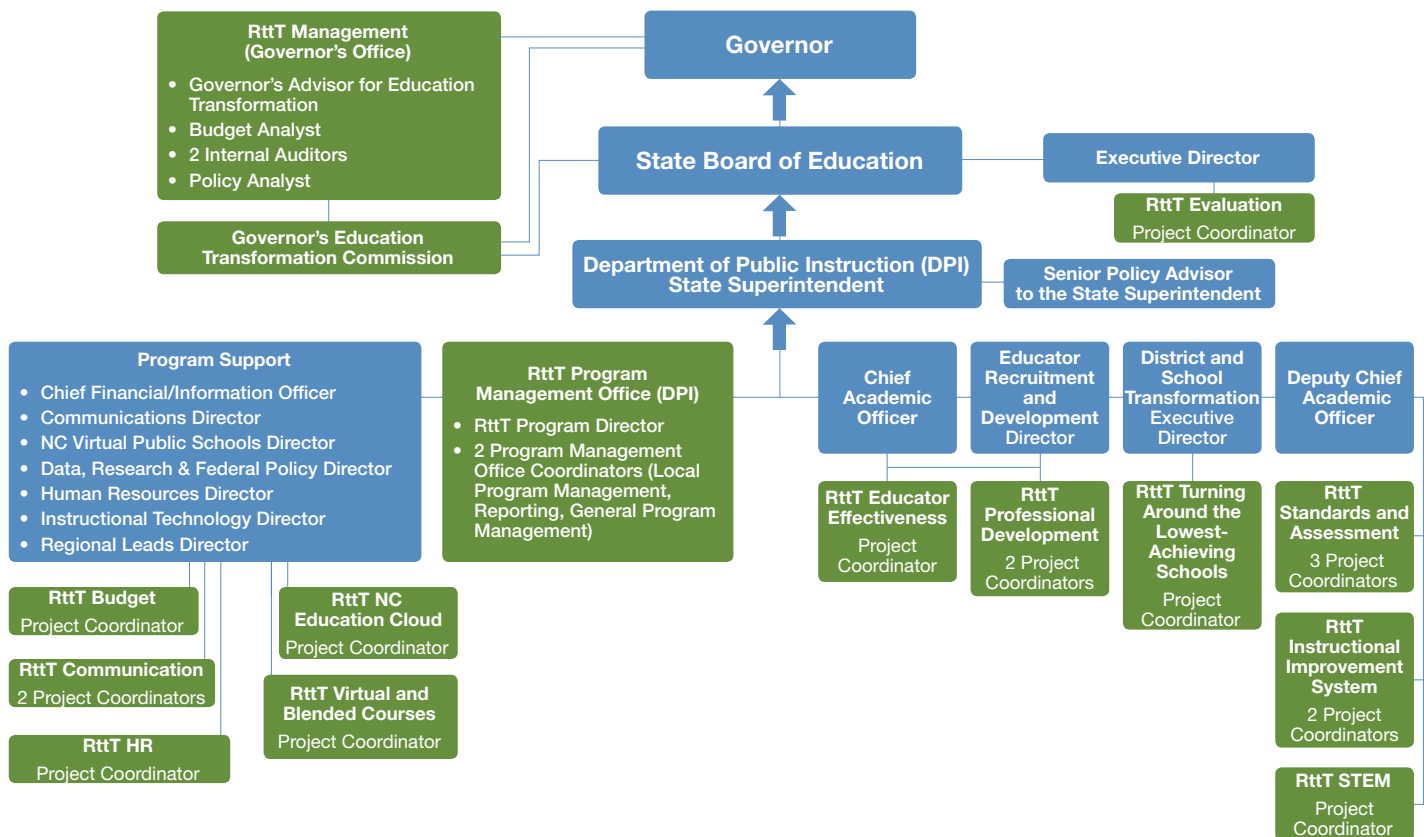 RttT Management
(Governor’s Office)
• Governor’s Advisor for Education
Transformation
• Budget Analyst
• 2 Internal Auditors
• Policy Analyst
Governor’s Education
Transformation Commission
Governor
State Board of Education
Executive Director
RttT Evaluation
Project Coordinator
Department of Public Instruction (DPI)
State Superintendent
Senior Policy Advisor
to the State Superintendent
Program Support
• Chief Financial/Information Officer
• Communications Director
• NC Virtual Public Schools Director
• Data, Research & Federal Policy Director
• Human Resources Director
• Instructional Technology Director
• Regional Leads Director
RttT Program
Management Office (DPI)
• RttT Program Director
• 2 Program Management
Office Coordinators (Local
Program Management,
Reporting, General Program
Management)
Chief
Academic
Officer
Educator
Recruitment
and
Development
Director
District and
School
Transformation
Executive
Director
Deputy Chief
Academic
Officer
RttT Budget
Project Coordinator
RttT Communication
2 Project Coordinators
RttT HR
Project Coordinator
RttT NC
Education Cloud
Project Coordinator
RttT Virtual and
Blended Courses
Project Coordinator
RttT Educator
Effectiveness
Project
Coordinator
RttT
Professional
Development
2 Project
Coordinators
RttT Turning
Around the
Lowest-
Achieving
Schools
Project
Coordinator
RttT
Standards and
Assessment
3 Project
Coordinators
RttT
Instructional
Improvement
System
2 Project
Coordinators
RttT STEM
Project
Coordinator